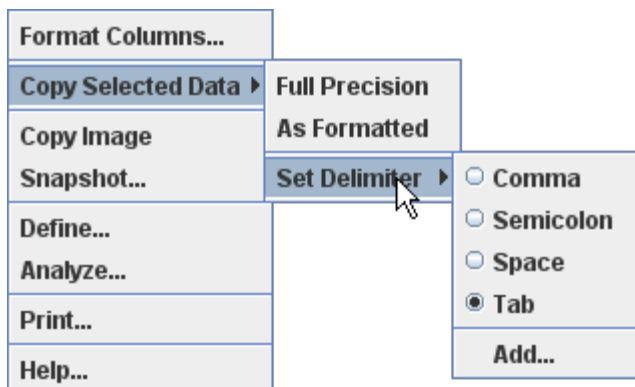 Format Columns...
Copy Selected Data
Full Precision
As Formatted
Copy Image
Snapshot...
Set Delimiter
Comma
Semicolon
Space
Tab
Add...
Define...
Analyze...
Print...
Help...